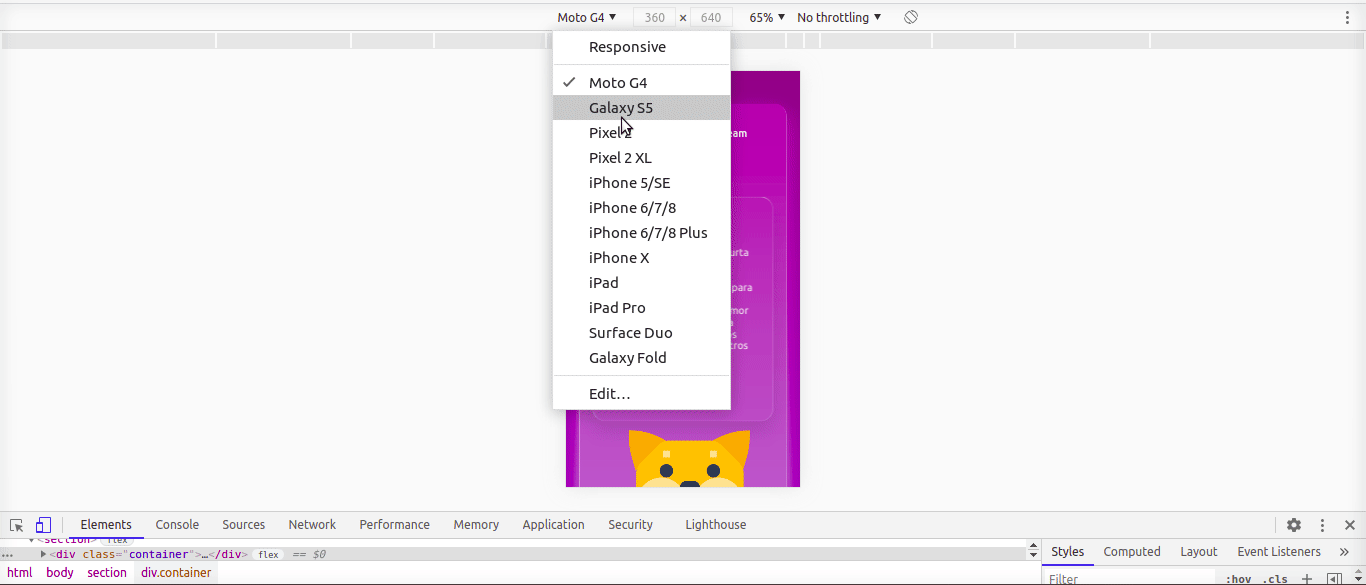 Moto G4 ▼ 360 × 640 65% ▼ No throttling ▼
Responsive
Moto G4
Galaxy S5
Pixel 2
Pixel 2 XL
iPhone 5/SE
iPhone 6/7/8
iPhone 6/7/8 Plus
iPhone X
iPad
iPad Pro
Surface Duo
Galaxy Fold
Edit...
eam
urta
para
mor
a
s
tros
Elements Console Sources Network Performance Memory Application Security Lighthouse
▼<section> flex
... ▶<div class="container">…</div> flex == $0
html body section div.container
Styles Computed Layout Event Listeners »
Filter :hov .cls +